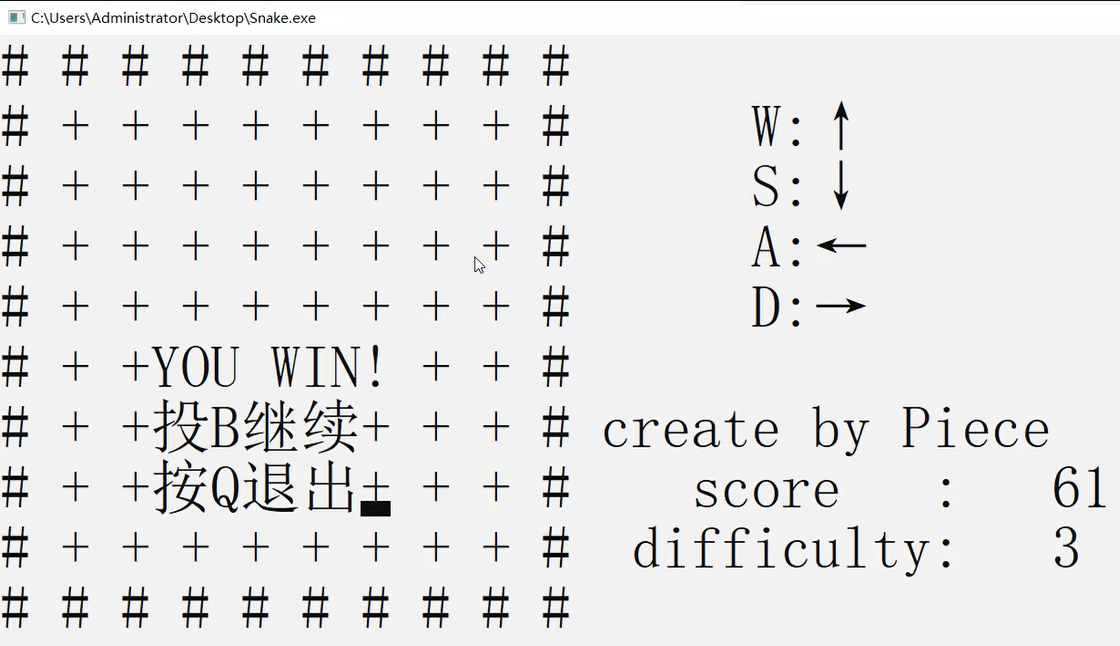 C:\Users\Administrator\Desktop\Snake.exe
# # # # # # # # # #
# + + + + + + + + # W: ↑
# + + + + + + + + # S: ↓
# + + + + + + + + # A: ←
# + + + + + + + + # D: →
# + +YOU WIN! + + #
# + +投B继续+ + + # create by Piece
# + +按Q退出+ + + # score : 61
# + + + + + + + + # difficulty: 3
# # # # # # # # # #